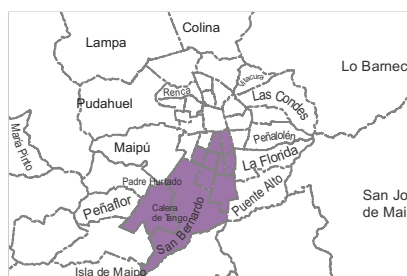 Colina
Lampa
Lo Barnec
Vitacura
Renca
Las Condes
Pudahuel
María Pinto
Peñalolén
Maipú
La Florida
Padre Hurtado
Puente Alto
San Jo
de Mai
Peñaflor
Calera
de Tango
San Bernardo
Isla de Maipo